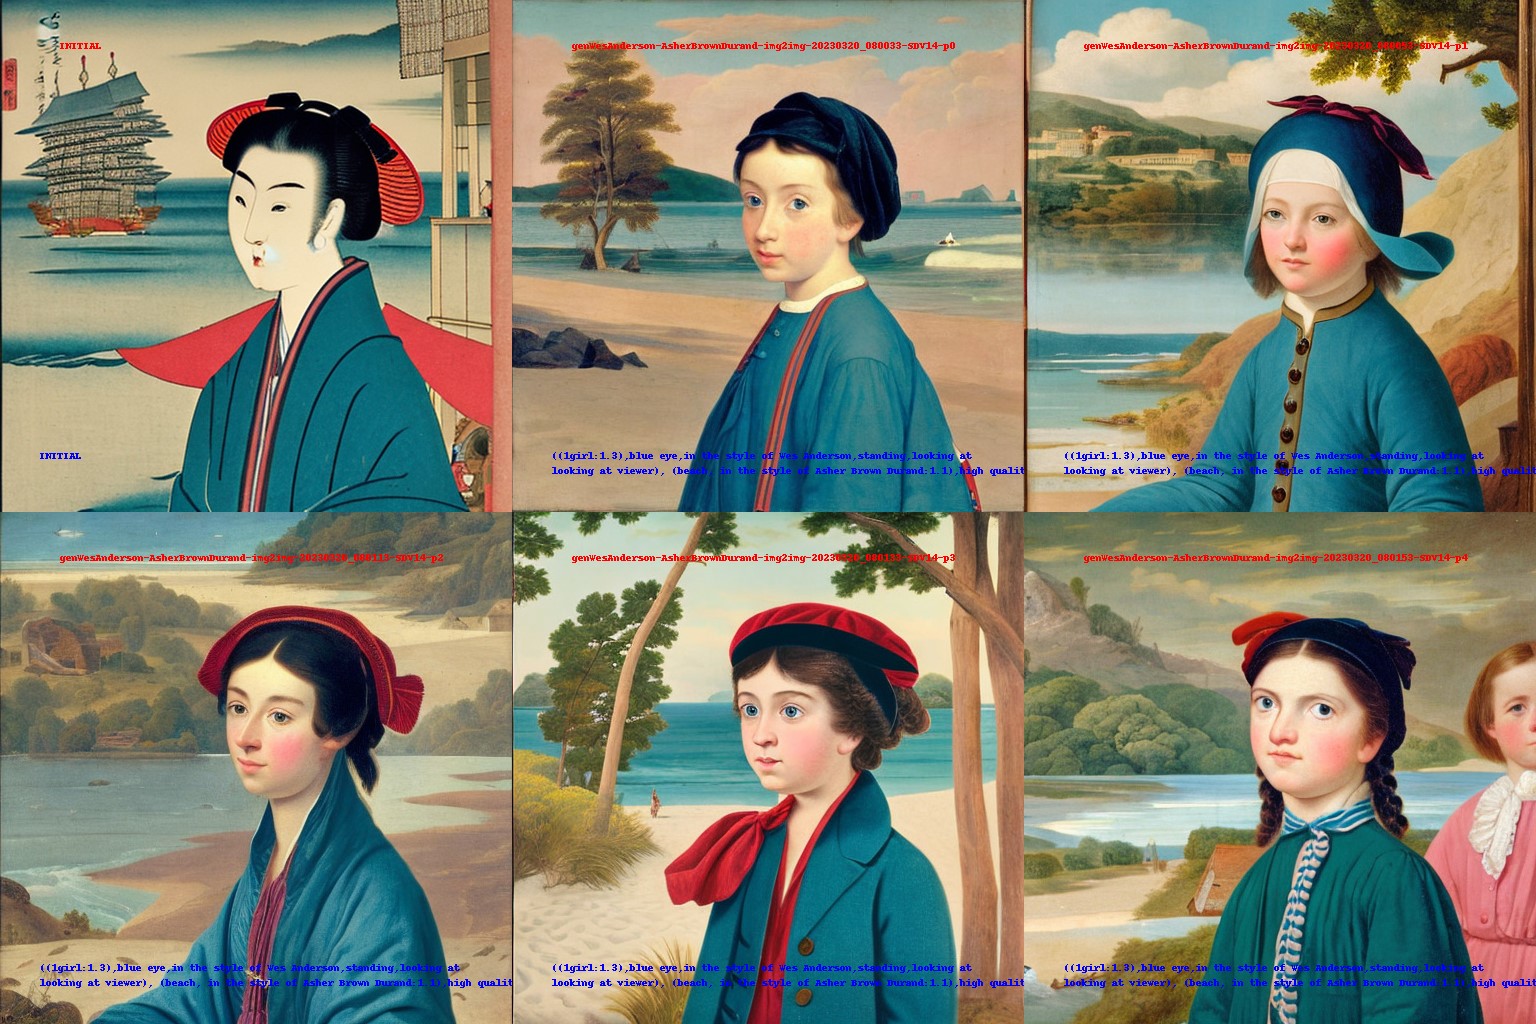 INITIAL
genWesAnderson-AsherBrownDurand-img2img-20230320_080033-SDV14-p0
genWesAnderson-AsherBrownDurand-img2img-20230320_080053-SDV14-p1
INITIAL
((1girl:1.3),blue eye,in the style of Wes Anderson,standing,looking at
looking at viewer), (beach, in the style of Asher Brown Durand:1.1),high qualit
((1girl:1.3),blue eye,in the style of Wes Anderson,standing,looking at
looking at viewer), (beach, in the style of Asher Brown Durand:1.1),high qualit
genWesAnderson-AsherBrownDurand-img2img-20230320_080113-SDV14-p2
genWesAnderson-AsherBrownDurand-img2img-20230320_080133-SDV14-p3
genWesAnderson-AsherBrownDurand-img2img-20230320_080153-SDV14-p4
((1girl:1.3),blue eye,in the style of Wes Anderson,standing,looking at
looking at viewer), (beach, in the style of Asher Brown Durand:1.1),high qualit
((1girl:1.3),blue eye,in the style of Wes Anderson,standing,looking at
looking at viewer), (beach, in the style of Asher Brown Durand:1.1),high qualit
((1girl:1.3),blue eye,in the style of Wes Anderson,standing,looking at
looking at viewer), (beach, in the style of Asher Brown Durand:1.1),high qualit